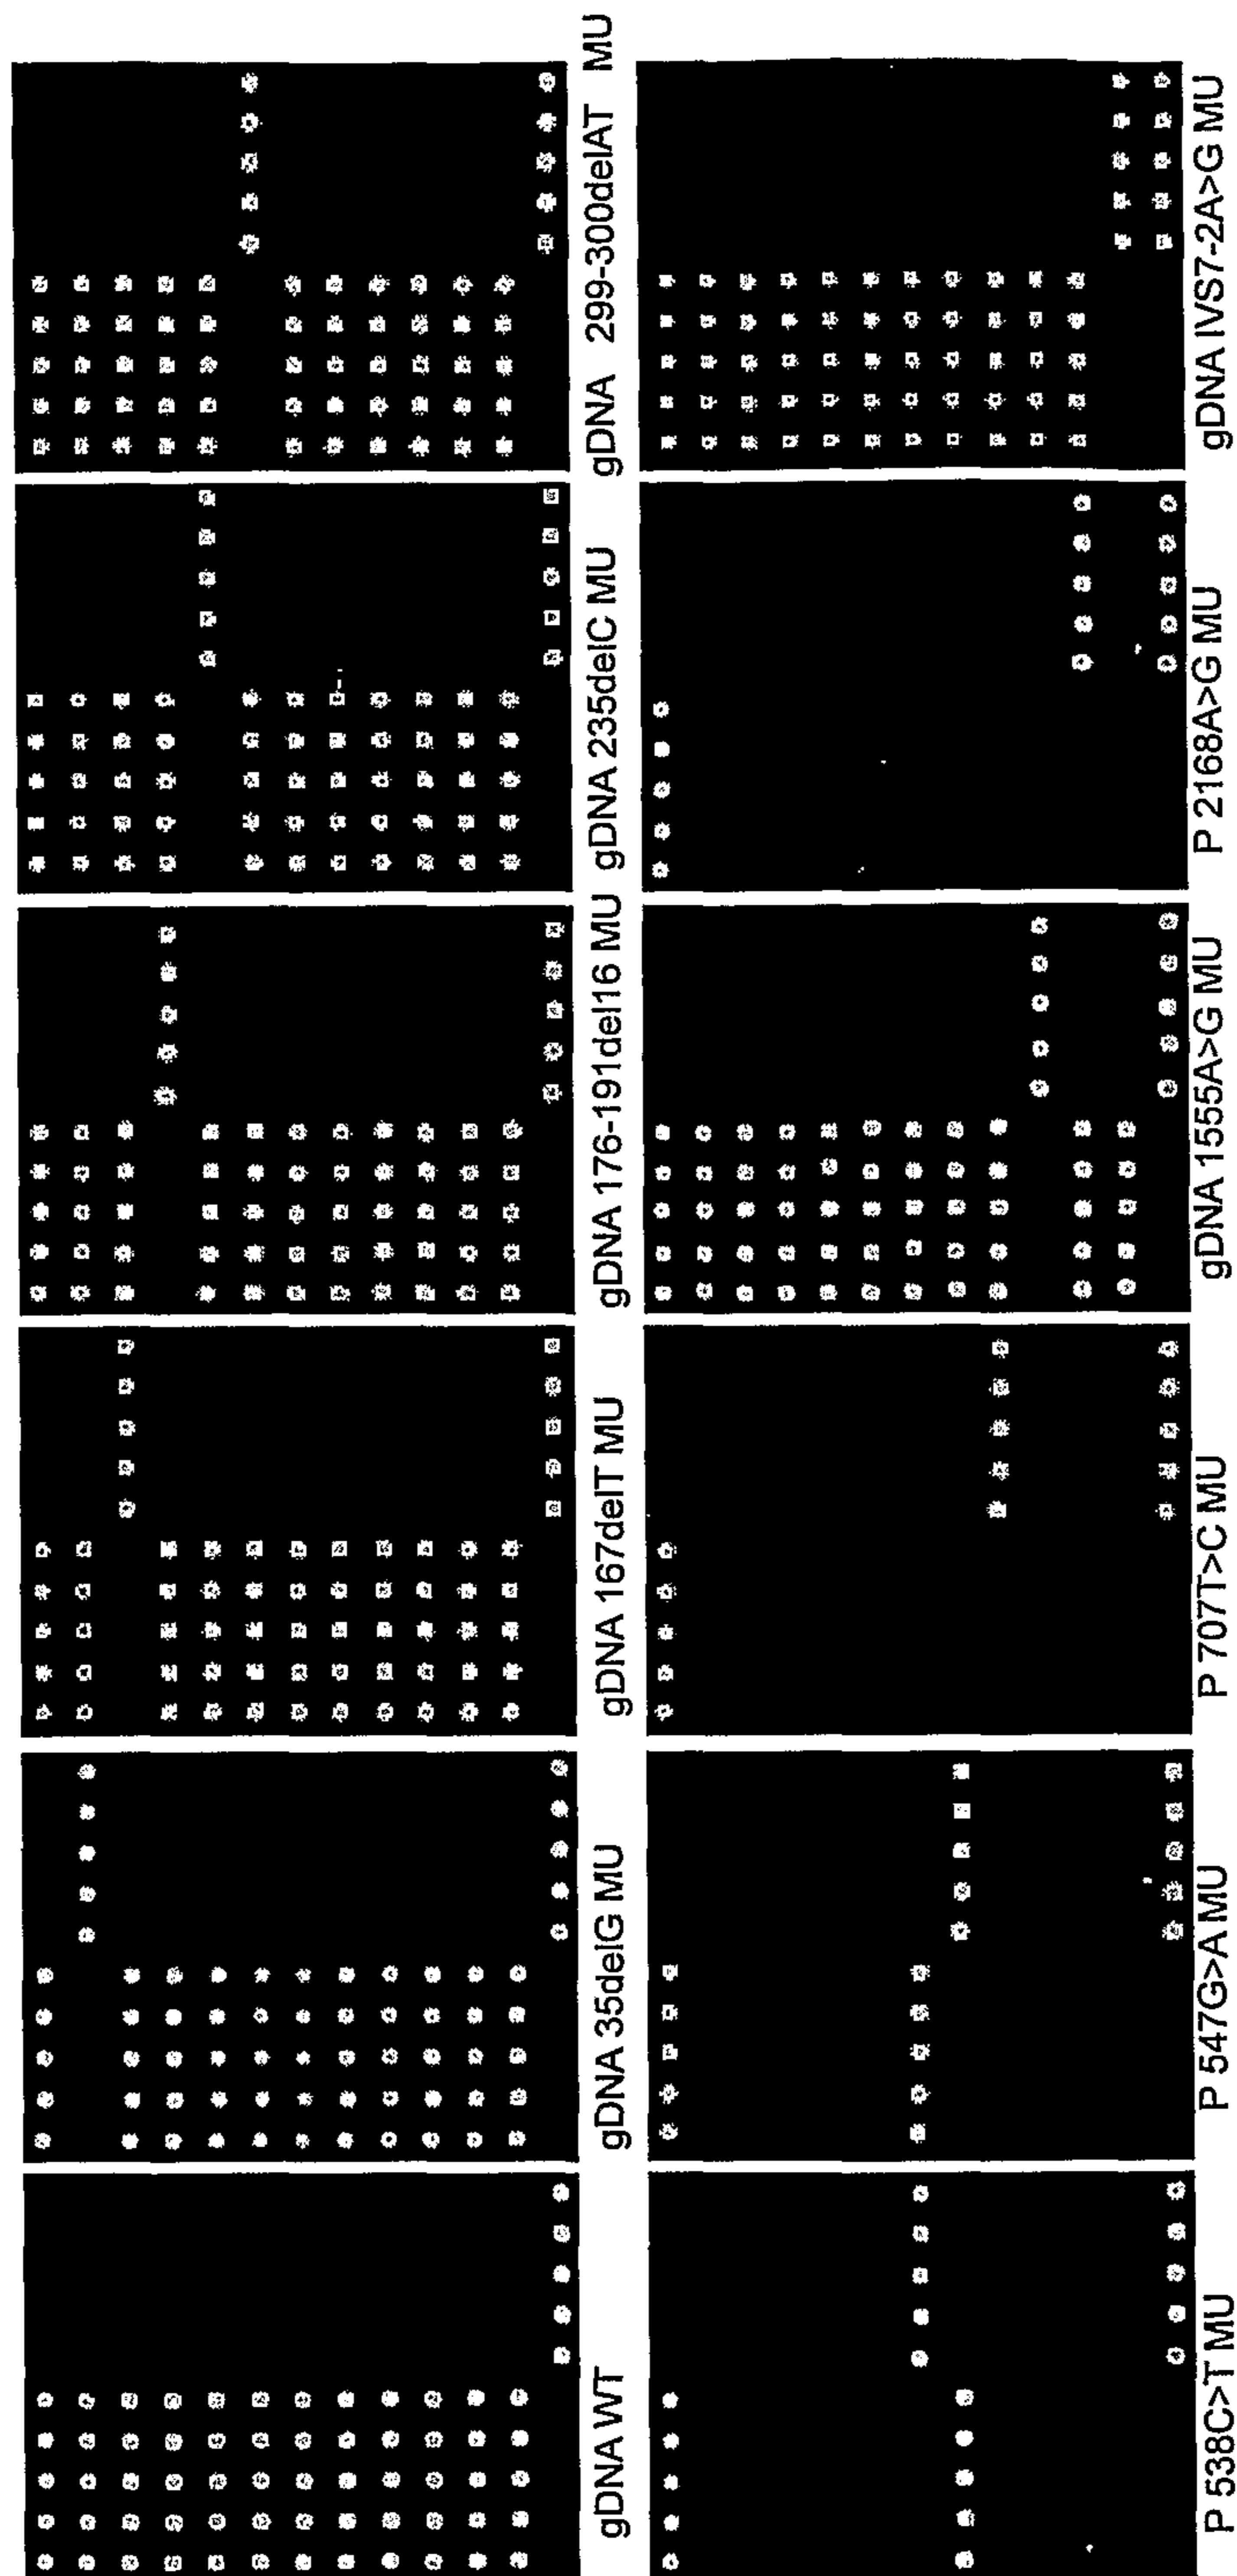 gDNA WT
gDNA 35delG MU
gDNA 167delT MU
gDNA 176-191del16 MU
gDNA 235delC MU
gDNA 299-300delAT MU
P 538C>T MU
P 547G>A MU
P 707T>C MU
gDNA 1555A>G MU
P 2168A>G MU
gDNA IVS7-2A>G MU